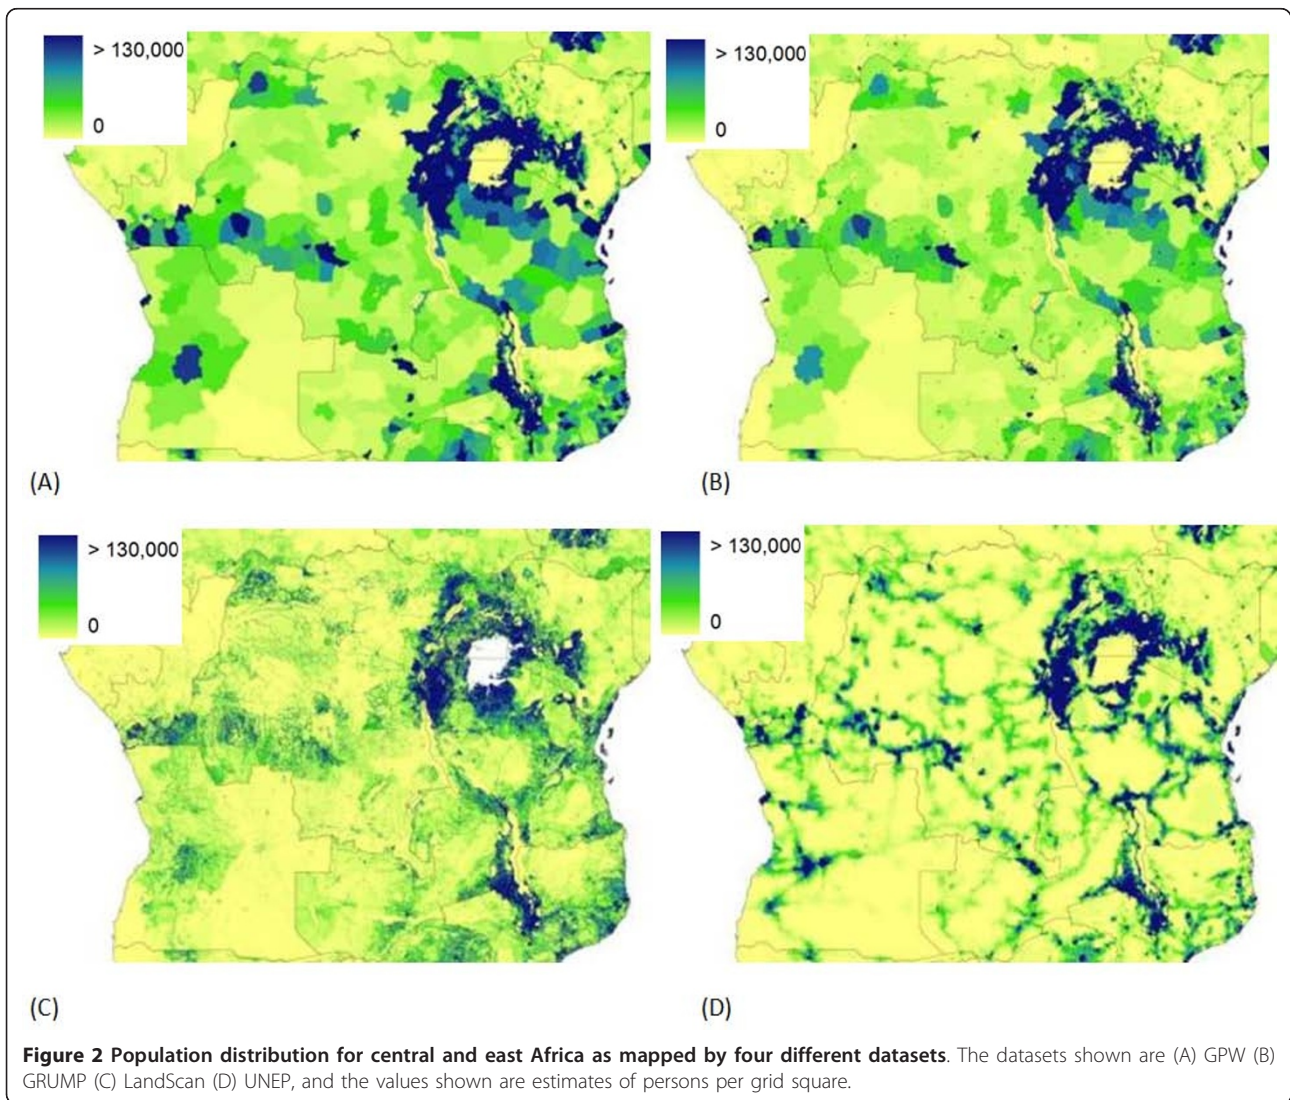 > 130,000
0
> 130,000
0
(A)
(B)
> 130,000
0
> 130,000
0
(C)
(D)
Figure 2 Population distribution for central and east Africa as mapped by four different datasets. The datasets shown are (A) GPW (B)
GRUMP (C) LandScan (D) UNEP, and the values shown are estimates of persons per grid square.